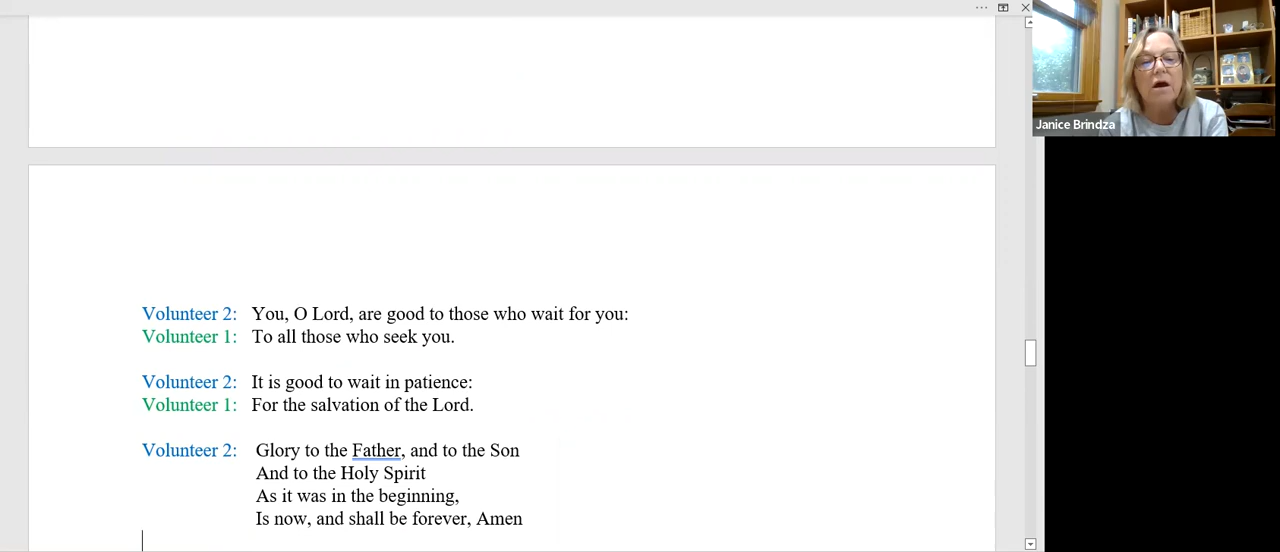 Janice Brindza
Volunteer 2: You, O Lord, are good to those who wait for you:
Volunteer 1: To all those who seek you.
Volunteer 2: It is good to wait in patience:
Volunteer 1: For the salvation of the Lord.
Volunteer 2: Glory to the Father, and to the Son
And to the Holy Spirit
As it was in the beginning,
Is now, and shall be forever, Amen